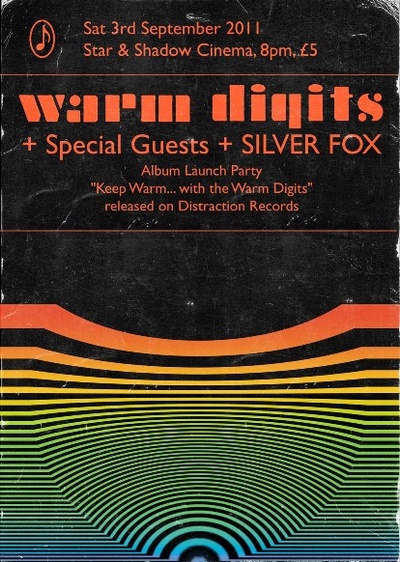 Sat 3rd September 2011
Star & Shadow Cinema, 8pm, £5
warm digits
+ Special Guests + SILVER FOX
Album Launch Party
"Keep Warm... with the Warm Digits"
released on Distraction Records